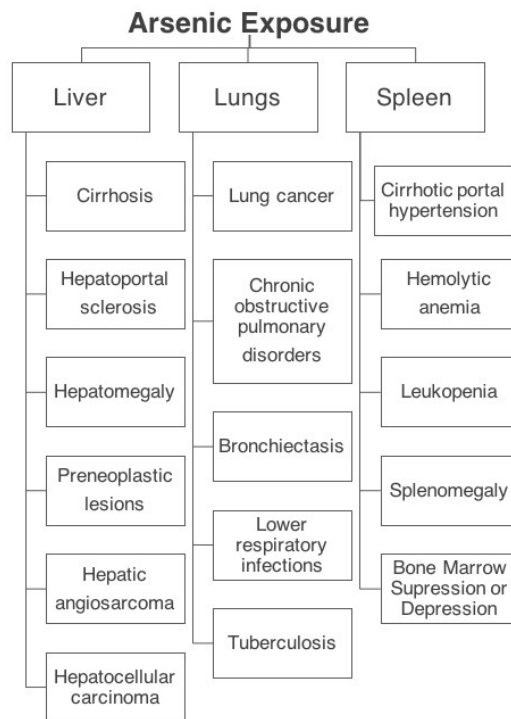 Arsenic Exposure
Liver
Lungs
Spleen
Cirrhosis
Hepatoportal
sclerosis
Hepatomegaly
Preneoplastic
lesions
Hepatic
angiosarcoma
Hepatocellular
carcinoma
Lung cancer
Chronic
obstructive
pulmonary
disorders
Bronchiectasis
Lower
respiratory
infections
Tuberculosis
Cirrhotic portal
hypertension
Hemolytic
anemia
Leukopenia
Splenomegaly
Bone Marrow
Supression or
Depression